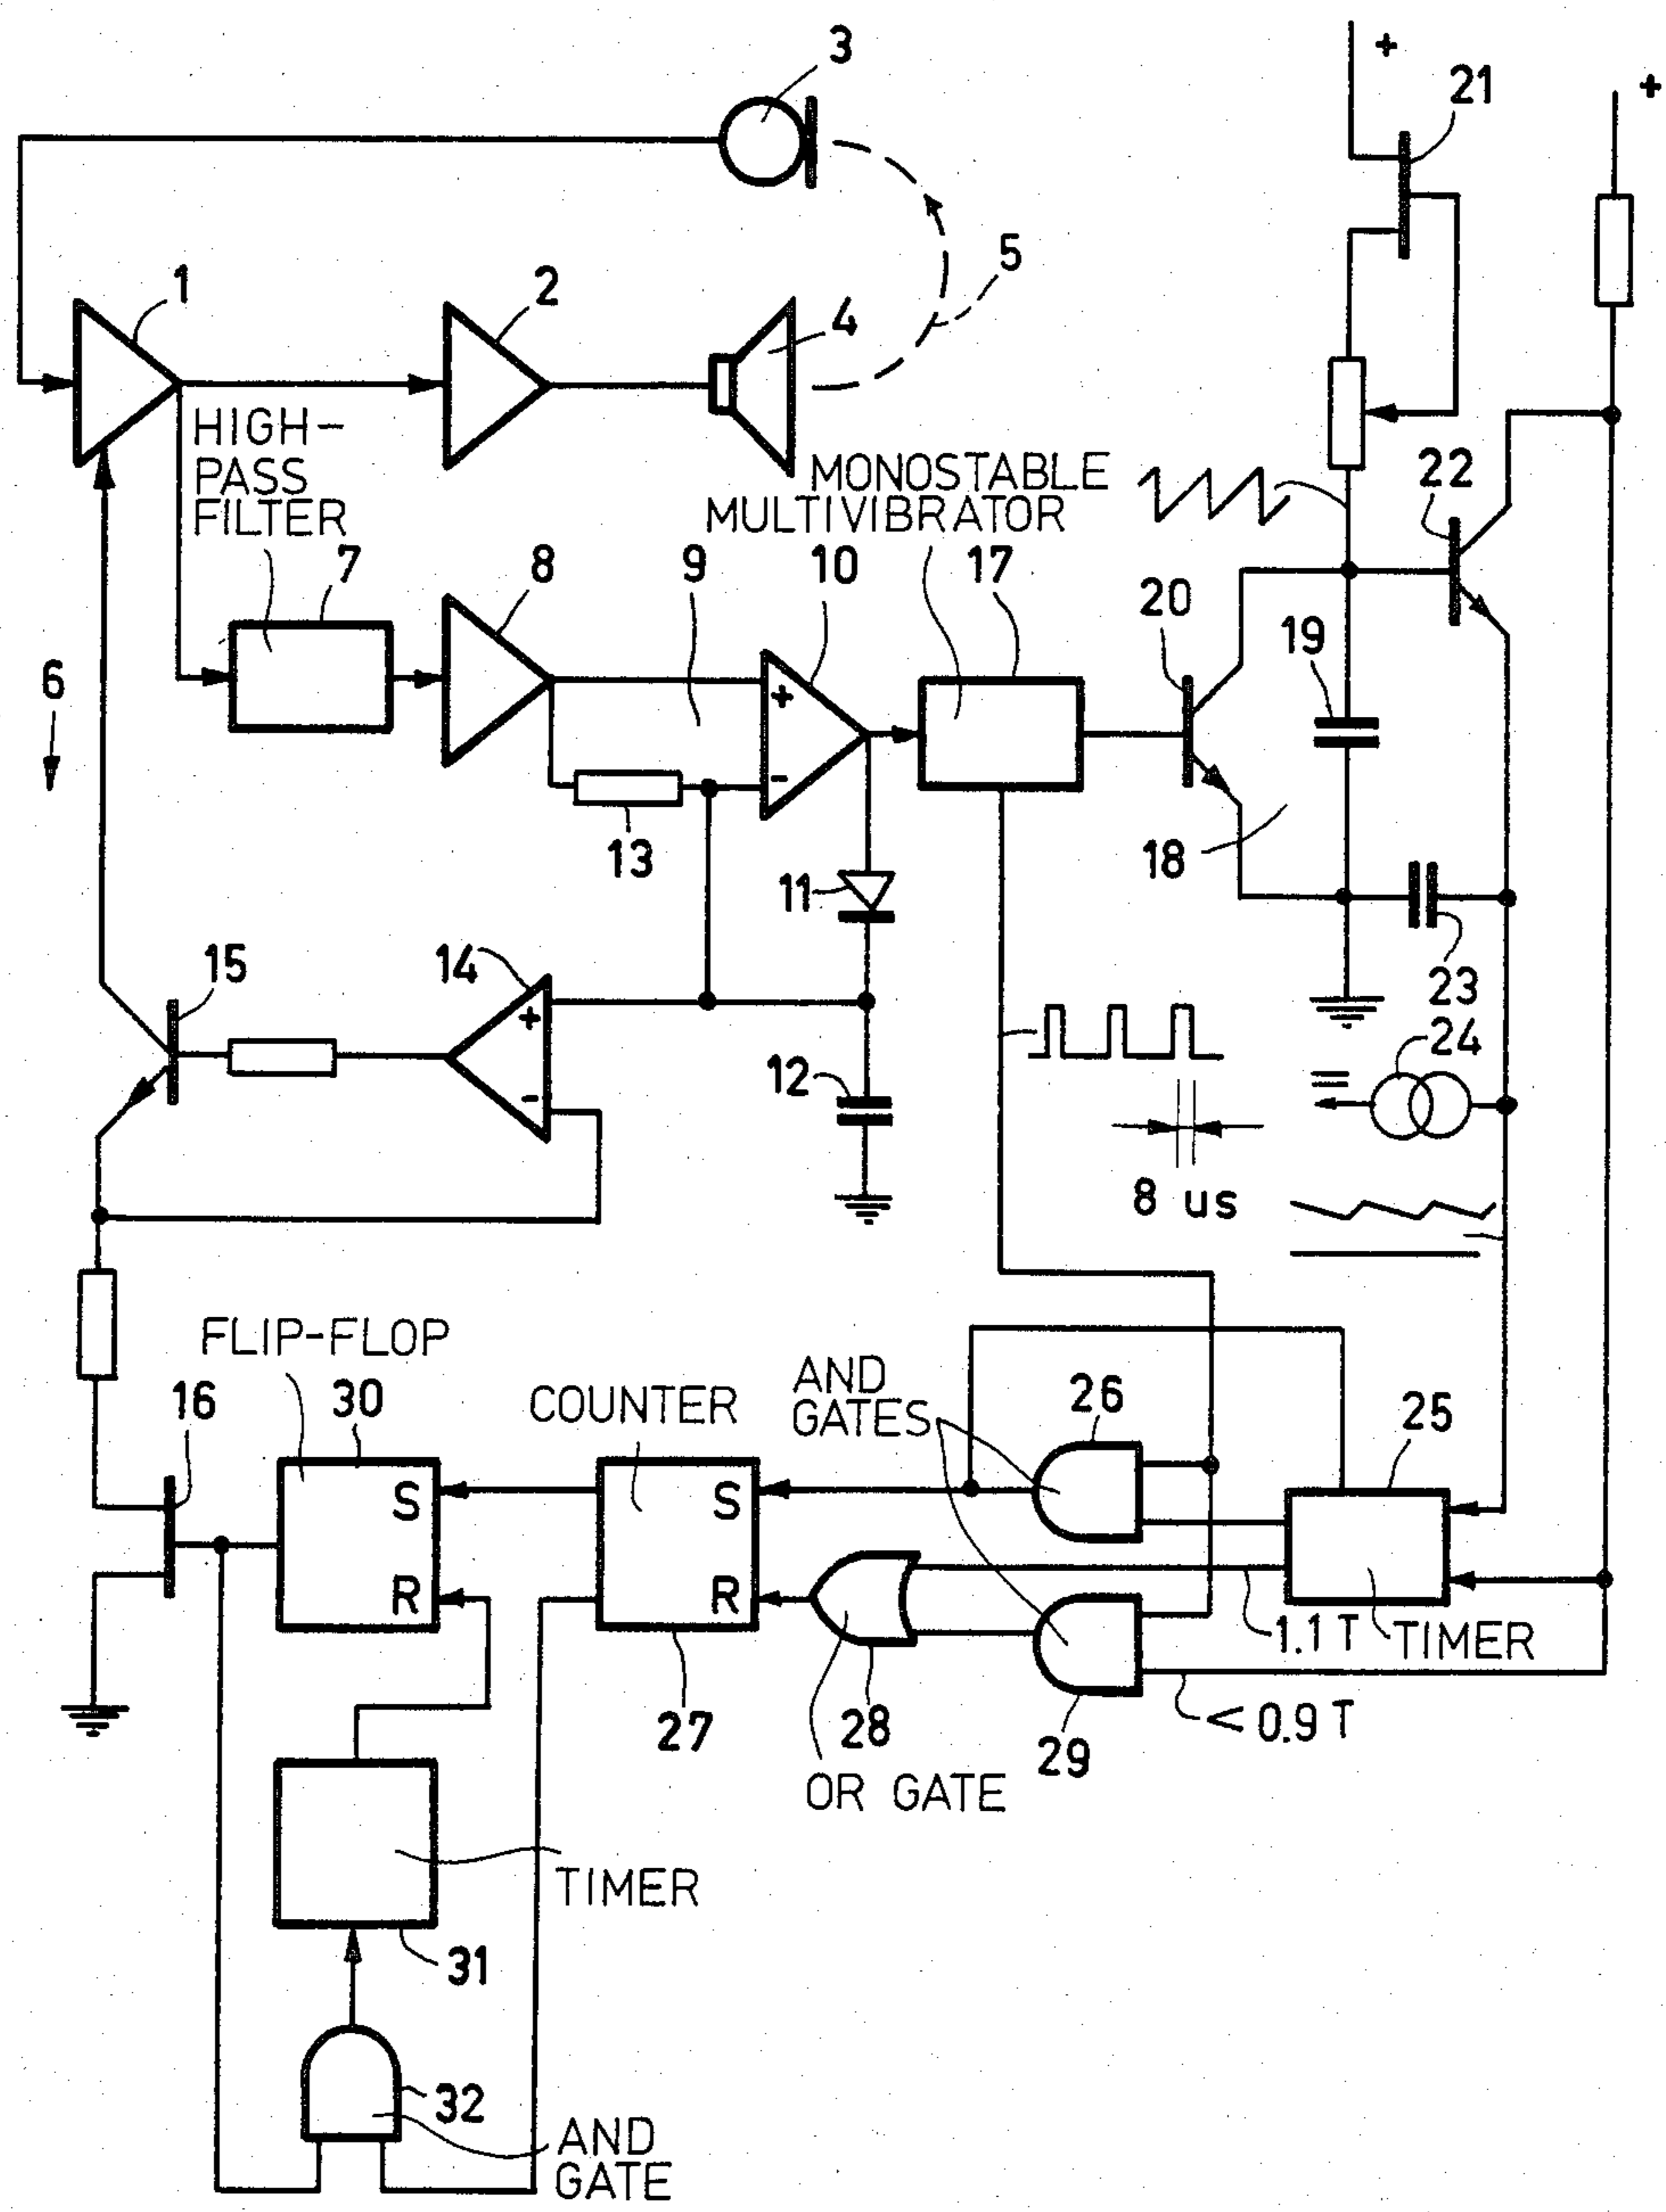 3
+
21
+
1
2
5
4
HIGH-
PASS
FILTER
MONOSTABLE
MULTIVIBRATOR
22
7
8
9
10
17
20
19
6
+
-
13
18
11
23
15
14
+
-
12
24
=
8 us
FLIP-FLOP
16
30
COUNTER
AND
GATES
26
25
S
S
R
R
1.1 T
TIMER
27
28
29
< 0.9 T
OR GATE
TIMER
31
32
AND
GATE